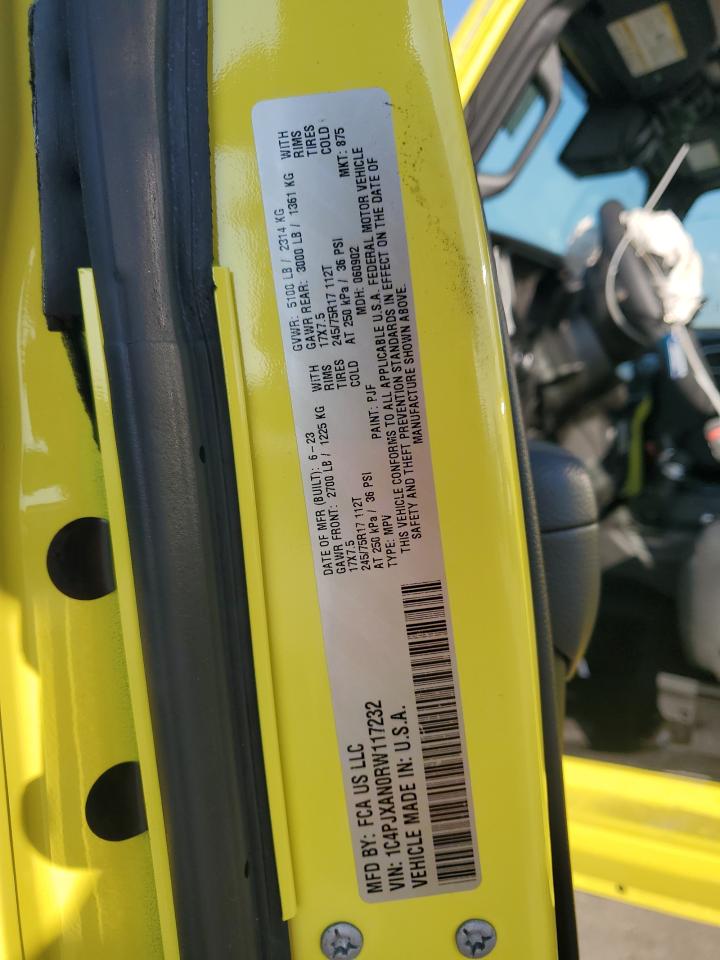 MFD BY: FCA US LLC
VIN: 1C4PJXAN0RW117232
VEHICLE MADE IN: U.S.A.
DATE OF MFR (BUILT): 6-23 GVWR: 5100 LB / 2314 KG
GAWR FRONT: 2700 LB / 1225 KG WITH GAWR REAR: 3000 LB / 1361 KG WITH
17X7.5 RIMS 17X7.5 RIMS
245/75R17 112T TIRES 245/75R17 112T TIRES
AT 250 kPa / 36 PSI COLD AT 250 kPa / 36 PSI COLD
TYPE: MPV PAINT: PJF MDH: 060902 MKT: 875
THIS VEHICLE CONFORMS TO ALL APPLICABLE U.S.A. FEDERAL MOTOR VEHICLE
SAFETY AND THEFT PREVENTION STANDARDS IN EFFECT ON THE DATE OF
MANUFACTURE SHOWN ABOVE.